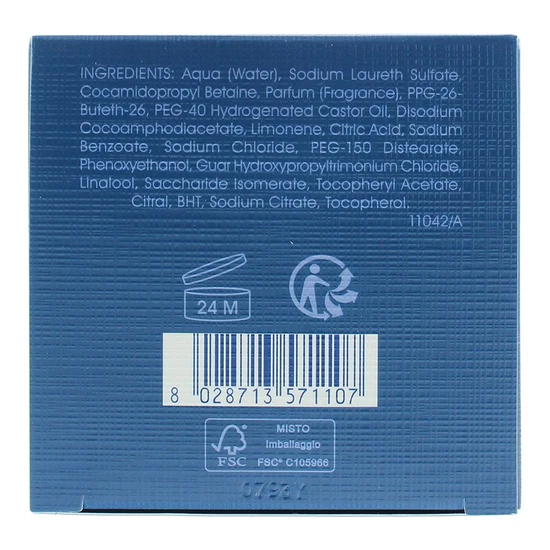 INGREDIENTS: Aqua (Water), Sodium Laureth Sulfate,
Cocamidopropyl Betaine, Parfum (Fragrance), PPG-26-
Buteth-26, PEG-40 Hydrogenated Castor Oil, Disodium
Cocoamphodiacetate, Limonene, Citric Acid, Sodium
Benzoate, Sodium Chloride, PEG-150 Distearate,
Phenoxyethanol, Guar Hydroxypropyltrimonium Chloride,
Linalool, Saccharide Isomerate, Tocopheryl Acetate,
Citral, BHT, Sodium Citrate, Tocopherol.
11042/A
24 M
8 028713 571107
FSC
MISTO
Imballaggio
FSC® C105966
0793Y